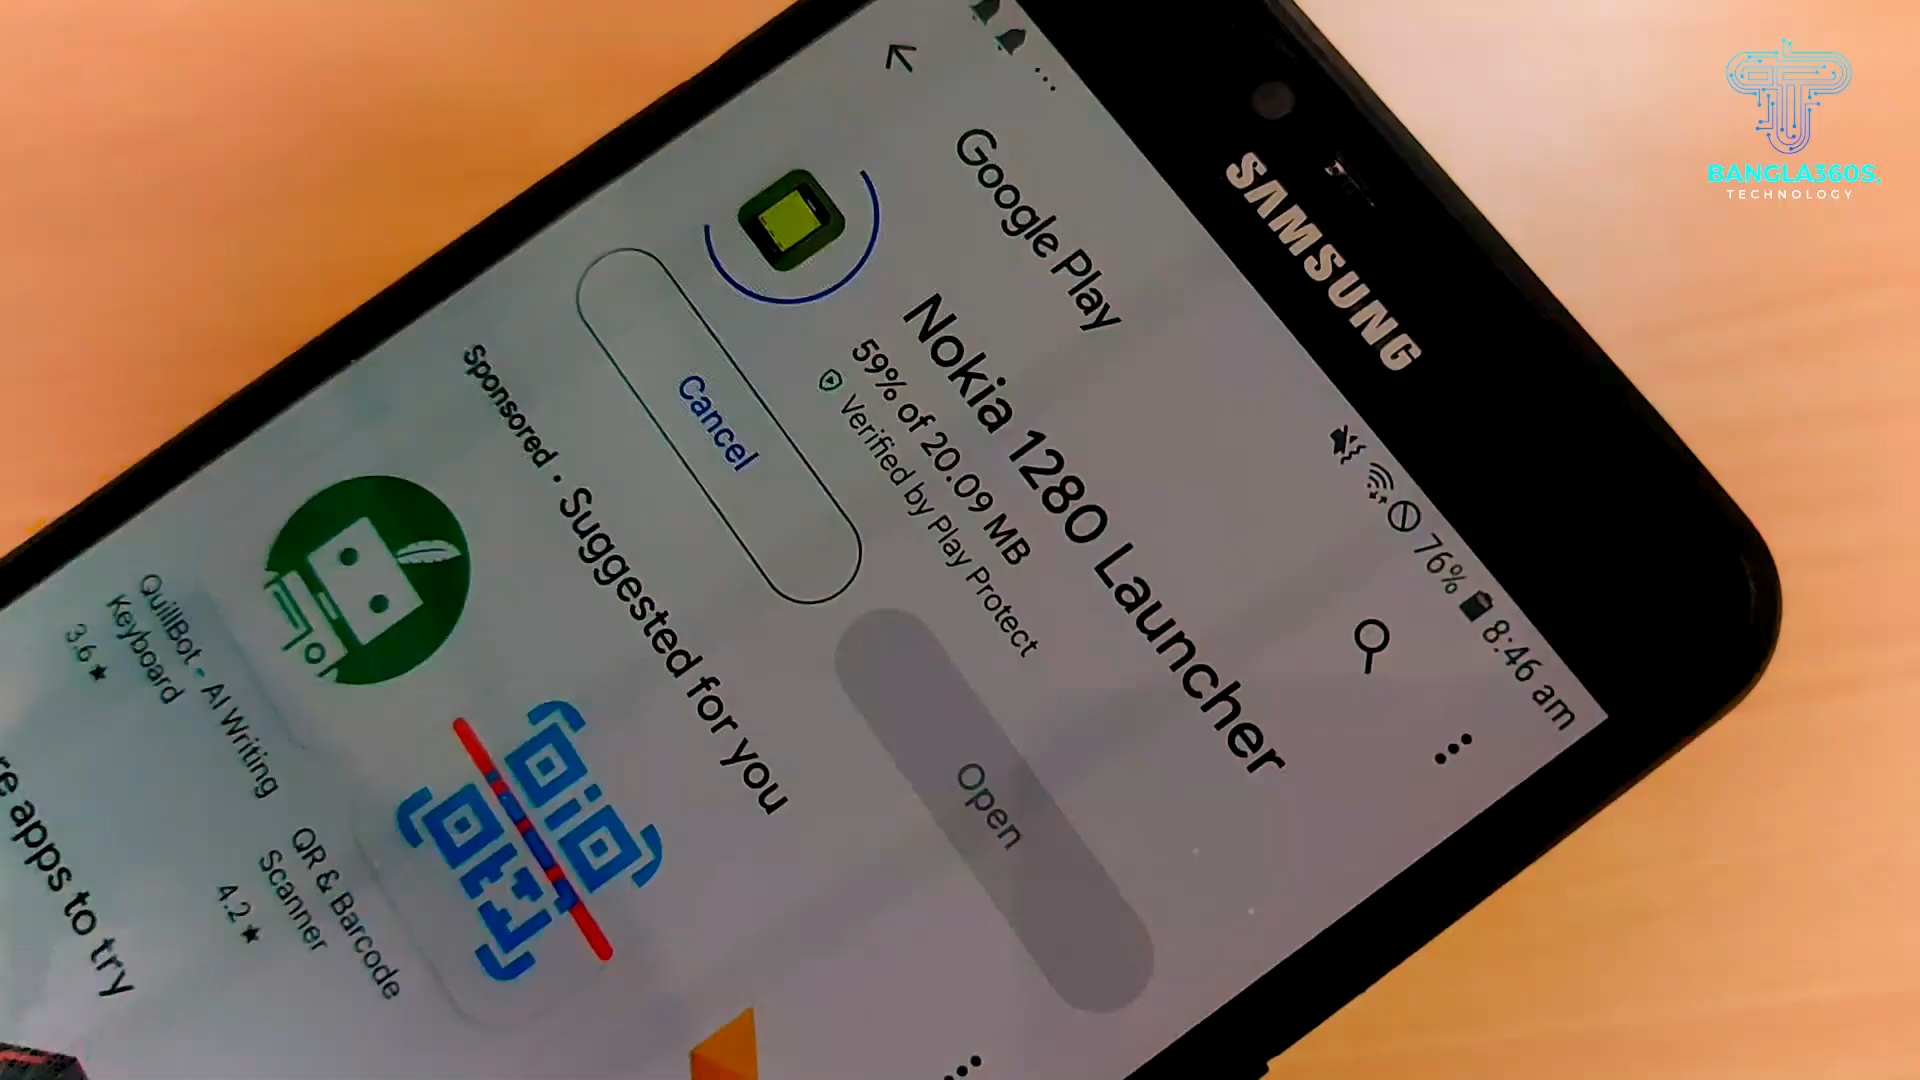 SAMSUNG
76% 8:46 am
Google Play
Nokia 1280 Launcher
59% of 20.09 MB
Verified by Play Protect
Cancel
Open
Sponsored • Suggested for you
QuillBot - AI Writing
Keyboard
3.6 ★
QR & Barcode
Scanner
4.2 ★
re apps to try
BANGLA360S.
TECHNOLOGY